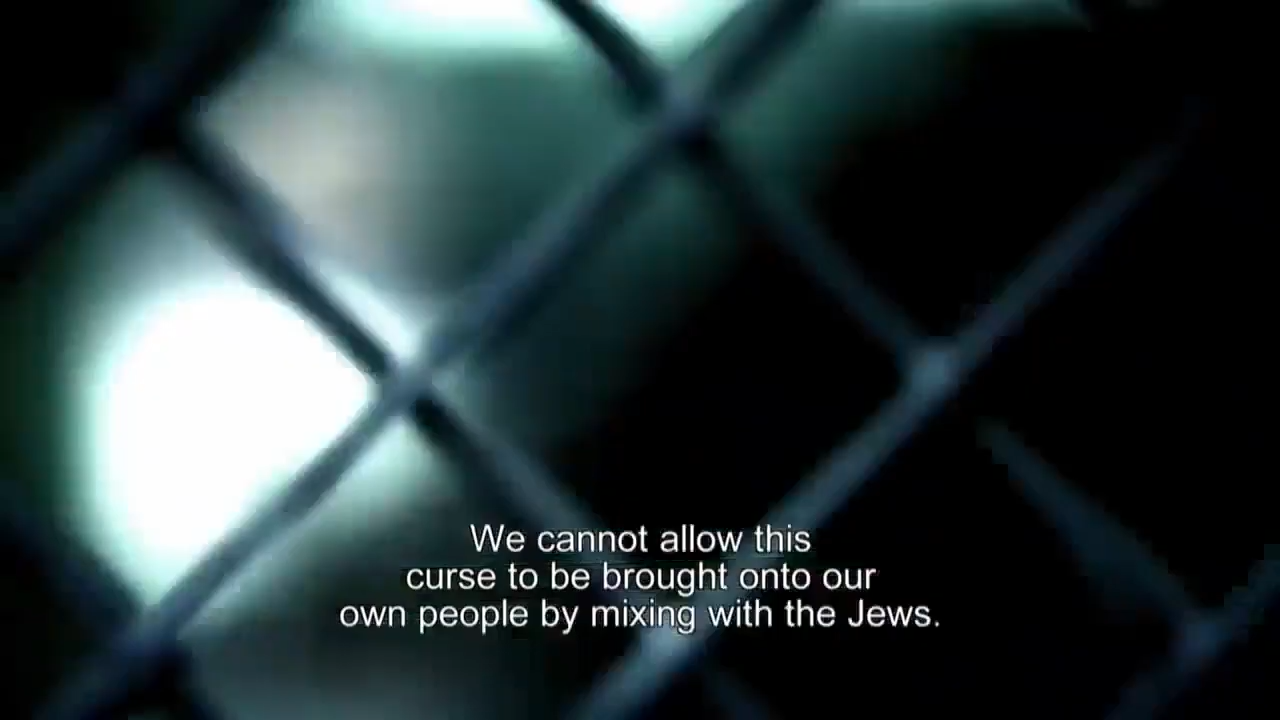 We cannot allow this
curse to be brought onto our
own people by mixing with the Jews.